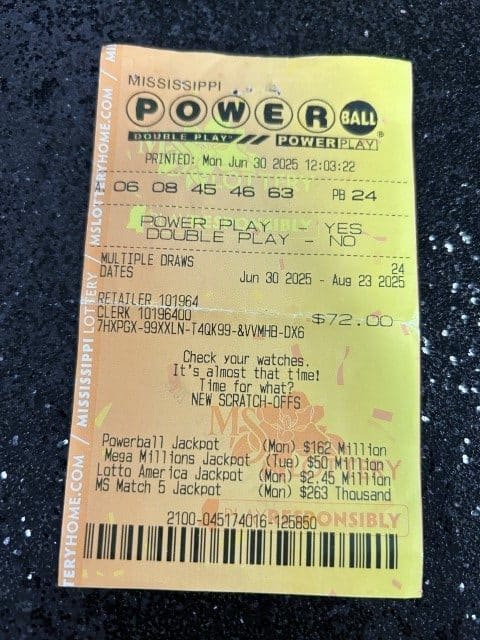 MISSISSIPPI
POWERBALL
DOUBLE PLAY POWERPLAY
PRINTED: Mon Jun 30 2025 12:03:22
A 06 08 45 46 63 PB 24
POWER PLAY - YES
DOUBLE PLAY - NO
MULTIPLE DRAWS 24
DATES Jun 30 2025 - Aug 23 2025
RETAILER 101964
CLERK 10196400 $72.00
7HXPGX-99XXLN-T4QK99-&VVMHB-DX6
Check your watches.
It's almost that time!
Time for what?
NEW SCRATCH-OFFS
Powerball Jackpot (Mon) $162 Million
Mega Millions Jackpot (Tue) $50 Million
Lotto America Jackpot (Mon) $2.45 Million
MS Match 5 Jackpot (Mon) $263 Thousand
PLAY RESPONSIBLY
2100-045174016-125850
TERYHOME.COM / MISSISSIPPI LOTTERY / MSLOTTERYHOME.COM / MI